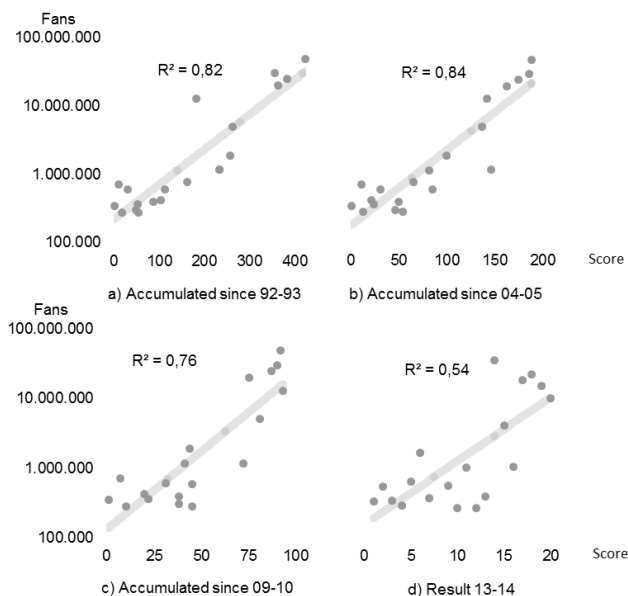 Fans
100.000.000
R² = 0,82
R² = 0,84
10.000.000
1.000.000
100.000
0 100 200 300 400
0 50 100 150 200
Score
a) Accumulated since 92-93
b) Accumulated since 04-05
Fans
100.000.000
R² = 0,76
R² = 0,54
10.000.000
1.000.000
100.000
0 25 50 75 100
0 5 10 15 20
Score
c) Accumulated since 09-10
d) Result 13-14